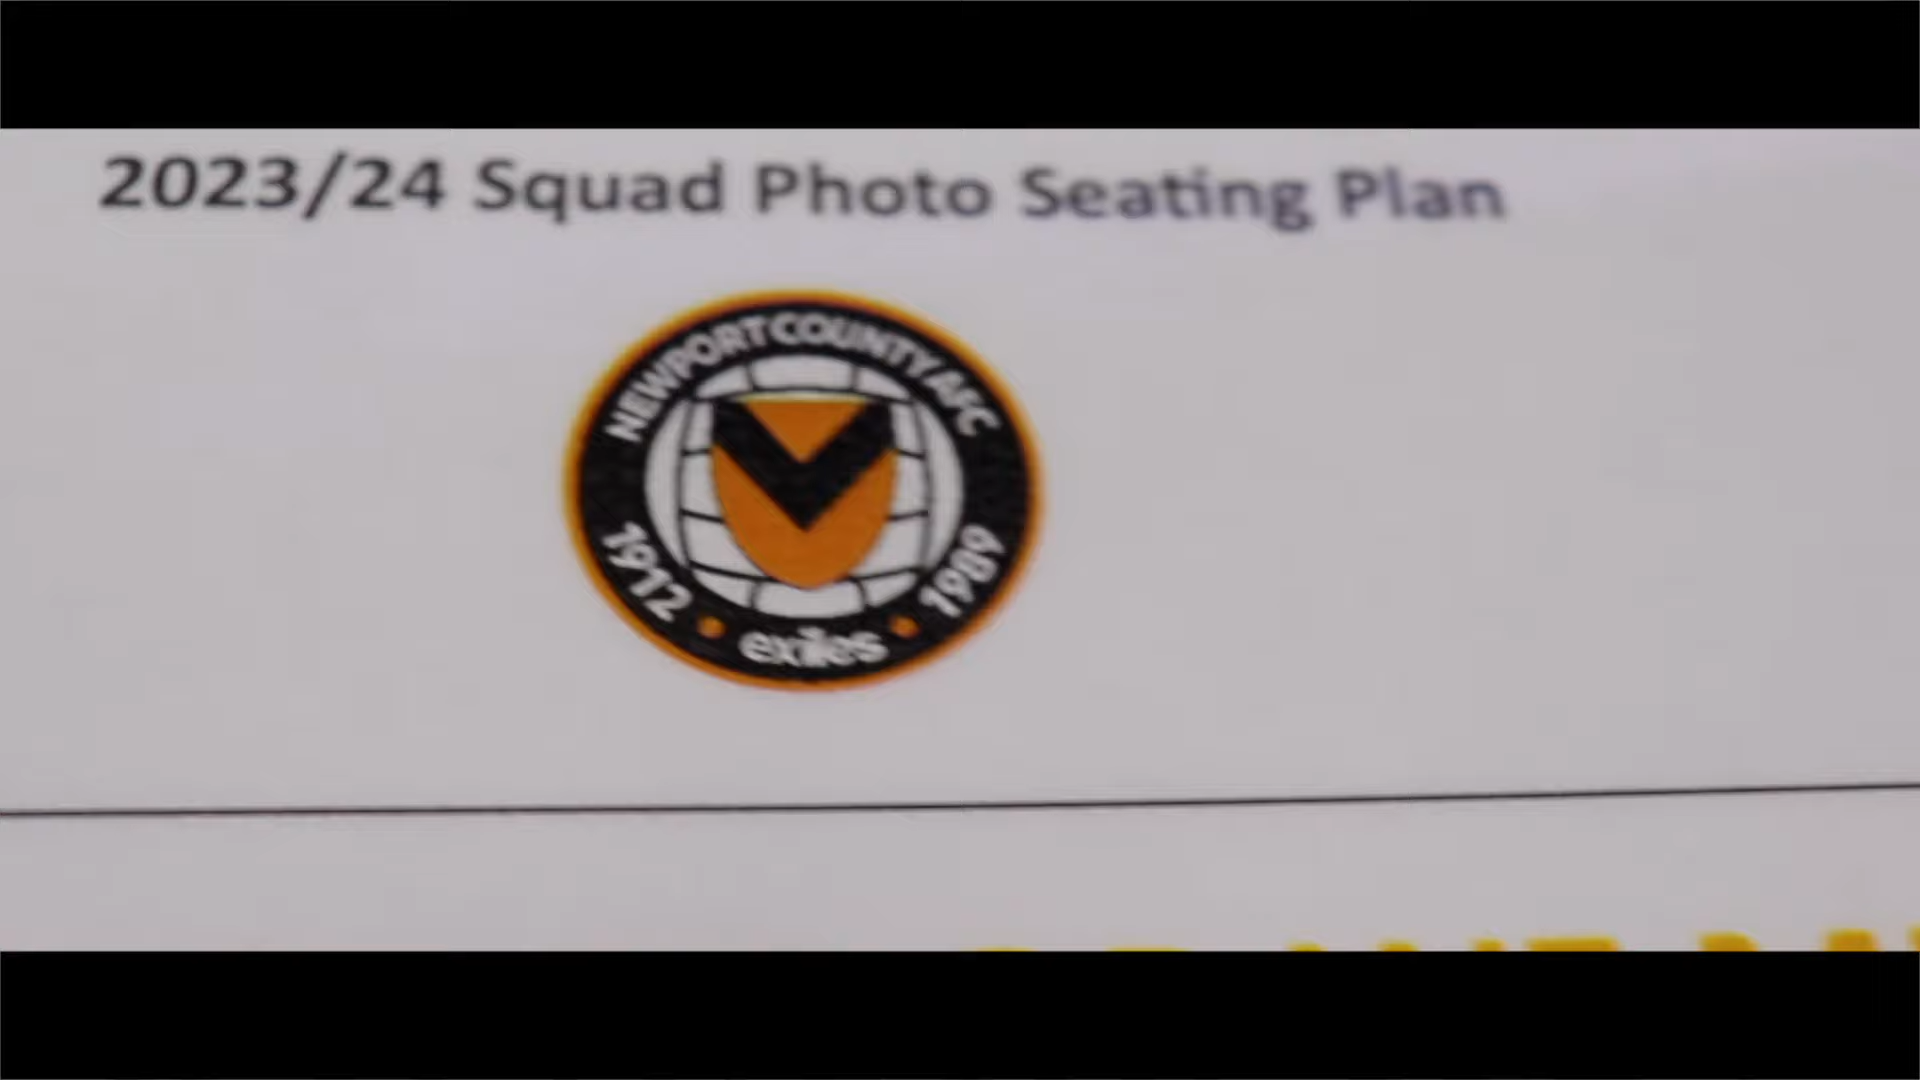 2023/24 Squad Photo Seating Plan
NEWPORT COUNTY AFC
1912 • exiles • 1989